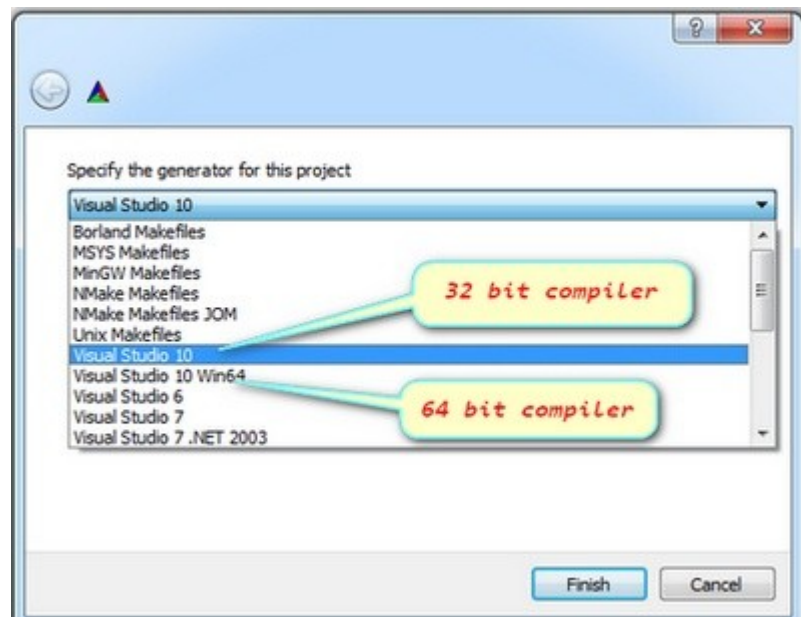 Specify the generator for this project
Visual Studio 10
Borland Makefiles
MSYS Makefiles
MinGW Makefiles
NMake Makefiles
NMake Makefiles JOM
Unix Makefiles
Visual Studio 10
Visual Studio 10 Win64
Visual Studio 6
Visual Studio 7
Visual Studio 7 .NET 2003
32 bit compiler
64 bit compiler
Finish
Cancel